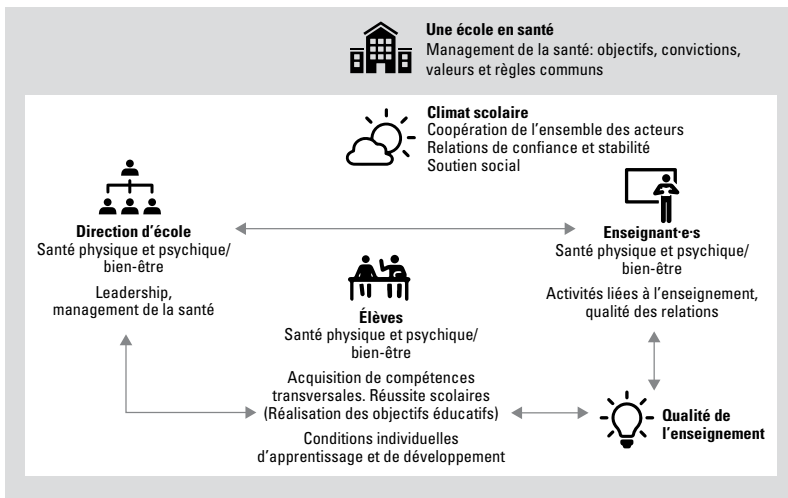 Une école en santé
Management de la santé: objectifs, convictions,
valeurs et règles communs
Climat scolaire
Coopération de l'ensemble des acteurs
Relations de confiance et stabilité
Soutien social
Direction d'école
Santé physique et psychique/
bien-être
Leadership,
management de la santé
Enseignant·e·s
Santé physique et psychique/
bien-être
Activités liées à l'enseignement,
qualité des relations
Élèves
Santé physique et psychique/
bien-être
Acquisition de compétences
transversales. Réussite scolaires
(Réalisation des objectifs éducatifs)
Conditions individuelles
d'apprentissage et de développement
Qualité de
l'enseignement